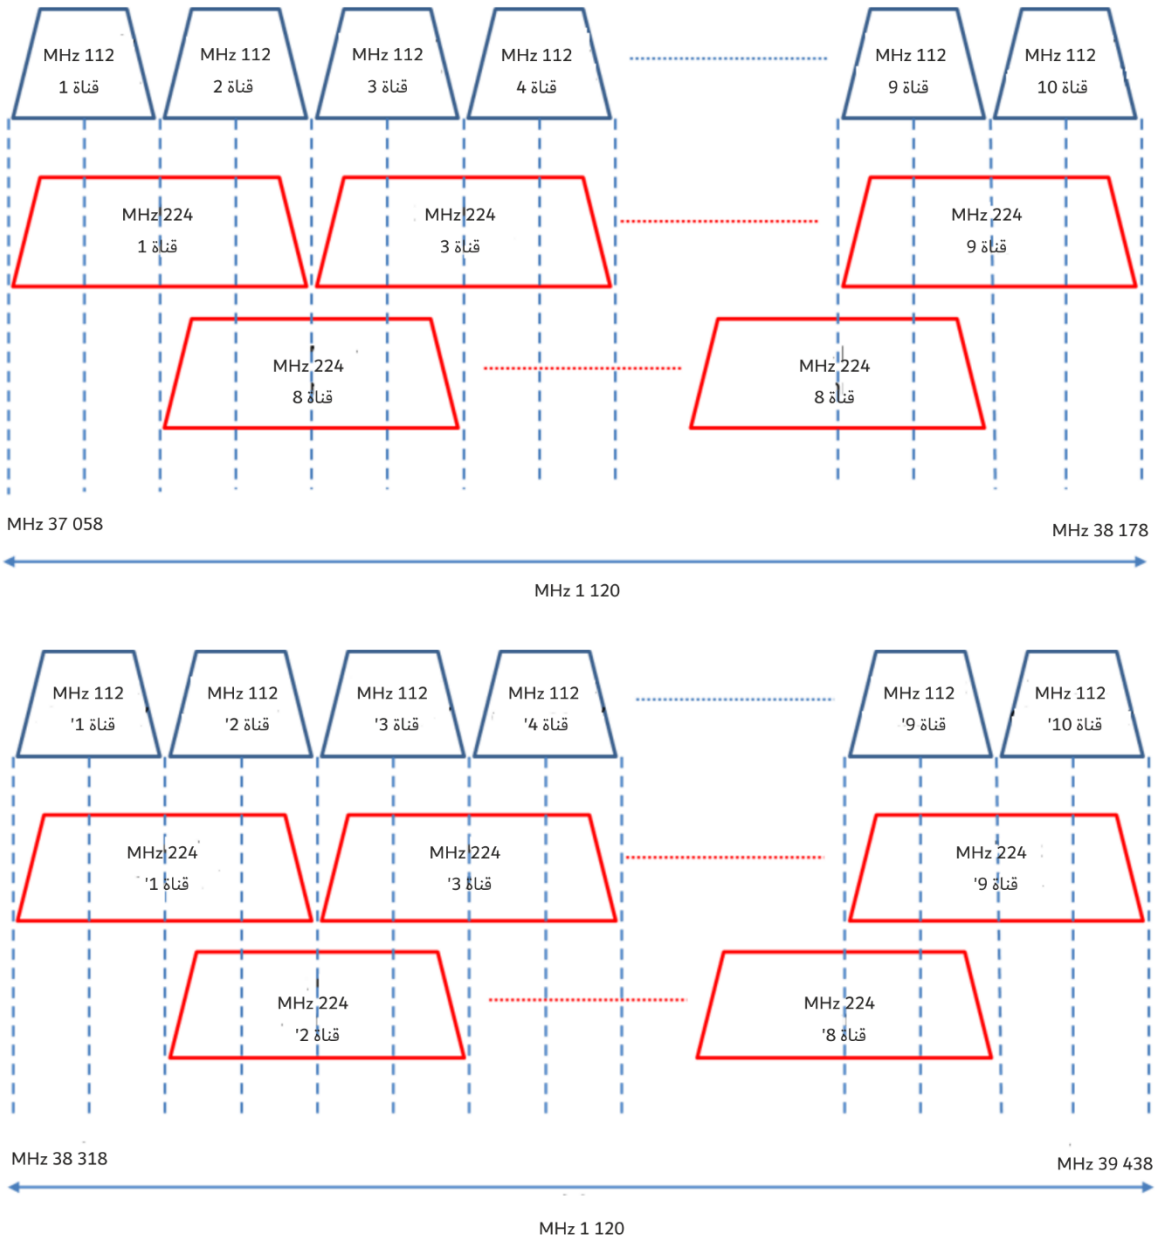 MHz 112
قناة 1
MHz 112
قناة 2
MHz 112
قناة 3
MHz 112
قناة 4
MHz 112
قناة 9
MHz 112
قناة 10
MHz 224
قناة 1
MHz 224
قناة 3
MHz 224
قناة 9
MHz 224
قناة 8
MHz 224
قناة 8
MHz 37 058
MHz 38 178
MHz 1 120
MHz 112
قناة 1'
MHz 112
قناة 2'
MHz 112
قناة 3'
MHz 112
قناة 4'
MHz 112
قناة 9'
MHz 112
قناة 10'
MHz 224
قناة 1'
MHz 224
قناة 3'
MHz 224
قناة 9'
MHz 224
قناة 2'
MHz 224
قناة 8'
MHz 38 318
MHz 39 438
MHz 1 120